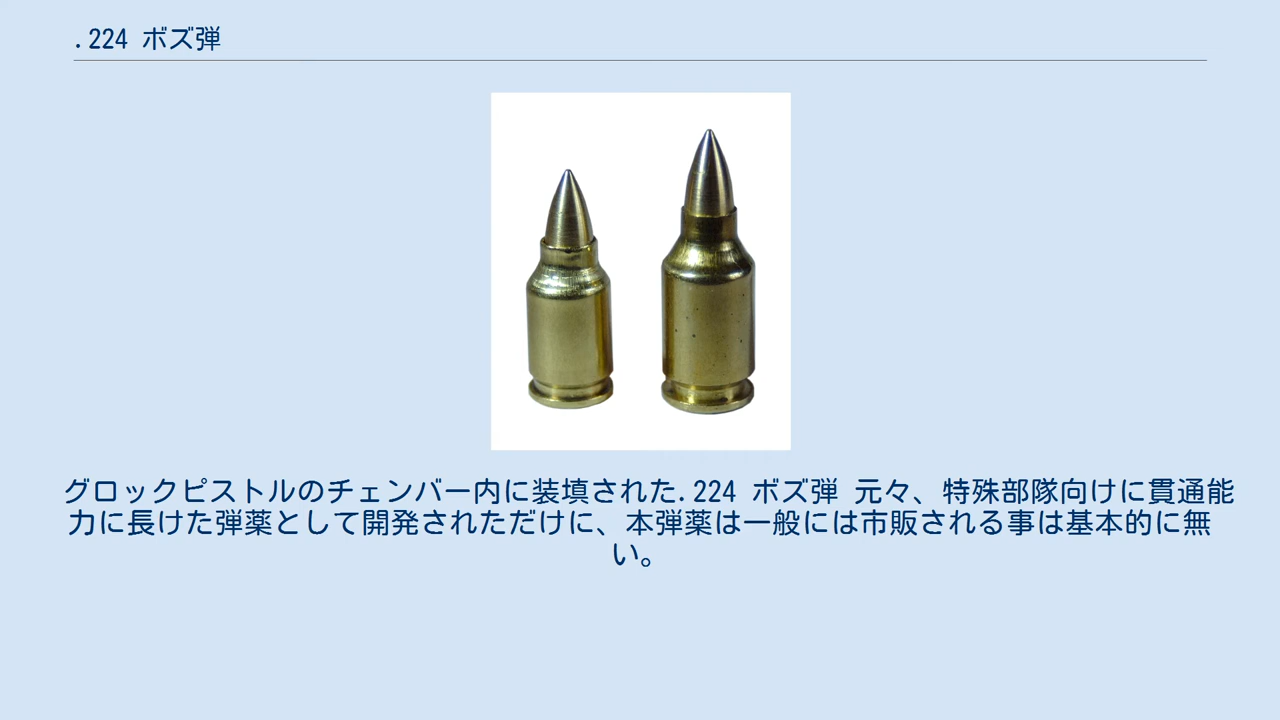 .224 ボズ弾
グロックピストルのチェンバー内に装填された.224 ボズ弾 元々、特殊部隊向けに貫通能
力に長けた弾薬として開発されただけに、本弾薬は一般には市販される事は基本的に無
い。